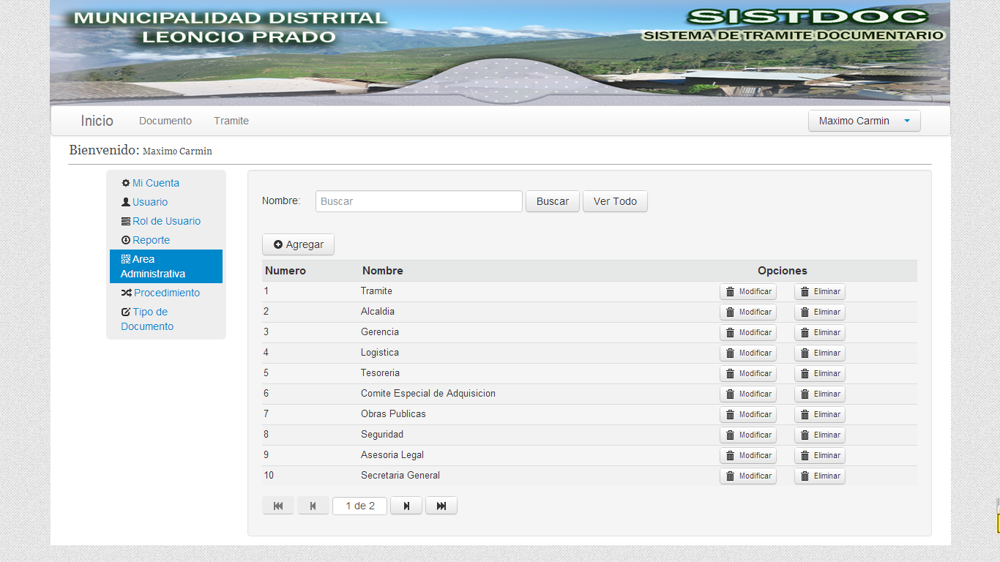 MUNICIPALIDAD DISTRITAL
LEONCIO PRADO
SISTDOC
SISTEMA DE TRAMITE DOCUMENTARIO
Inicio Documento Tramite Maximo Carmin
Bienvenido: Maximo Carmin
Mi Cuenta
Usuario
Rol de Usuario
Reporte
Area
Administrativa
Procedimiento
Tipo de
Documento
Nombre: Buscar Buscar Ver Todo
Agregar
Numero Nombre Opciones
1 Tramite Modificar Eliminar
2 Alcaldia Modificar Eliminar
3 Gerencia Modificar Eliminar
4 Logistica Modificar Eliminar
5 Tesoreria Modificar Eliminar
6 Comite Especial de Adquisicion Modificar Eliminar
7 Obras Publicas Modificar Eliminar
8 Seguridad Modificar Eliminar
9 Asesoria Legal Modificar Eliminar
10 Secretaria General Modificar Eliminar
1 de 2